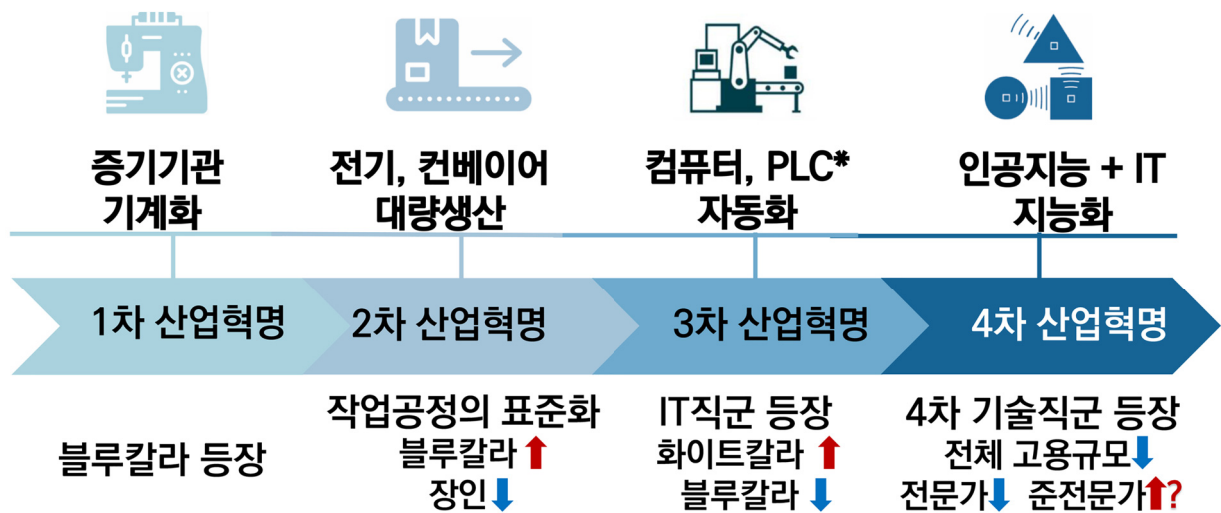 증기기관
기계화
전기, 컨베이어
대량생산
컴퓨터, PLC*
자동화
인공지능 + IT
지능화
1차 산업혁명
2차 산업혁명
3차 산업혁명
4차 산업혁명
블루칼라 등장
작업공정의 표준화
블루칼라⬆
장인⬇
IT직군 등장
화이트칼라 ⬆
블루칼라 ⬇
4차 기술직군 등장
전체 고용규모⬇
전문가⬇ 준전문가⬆?